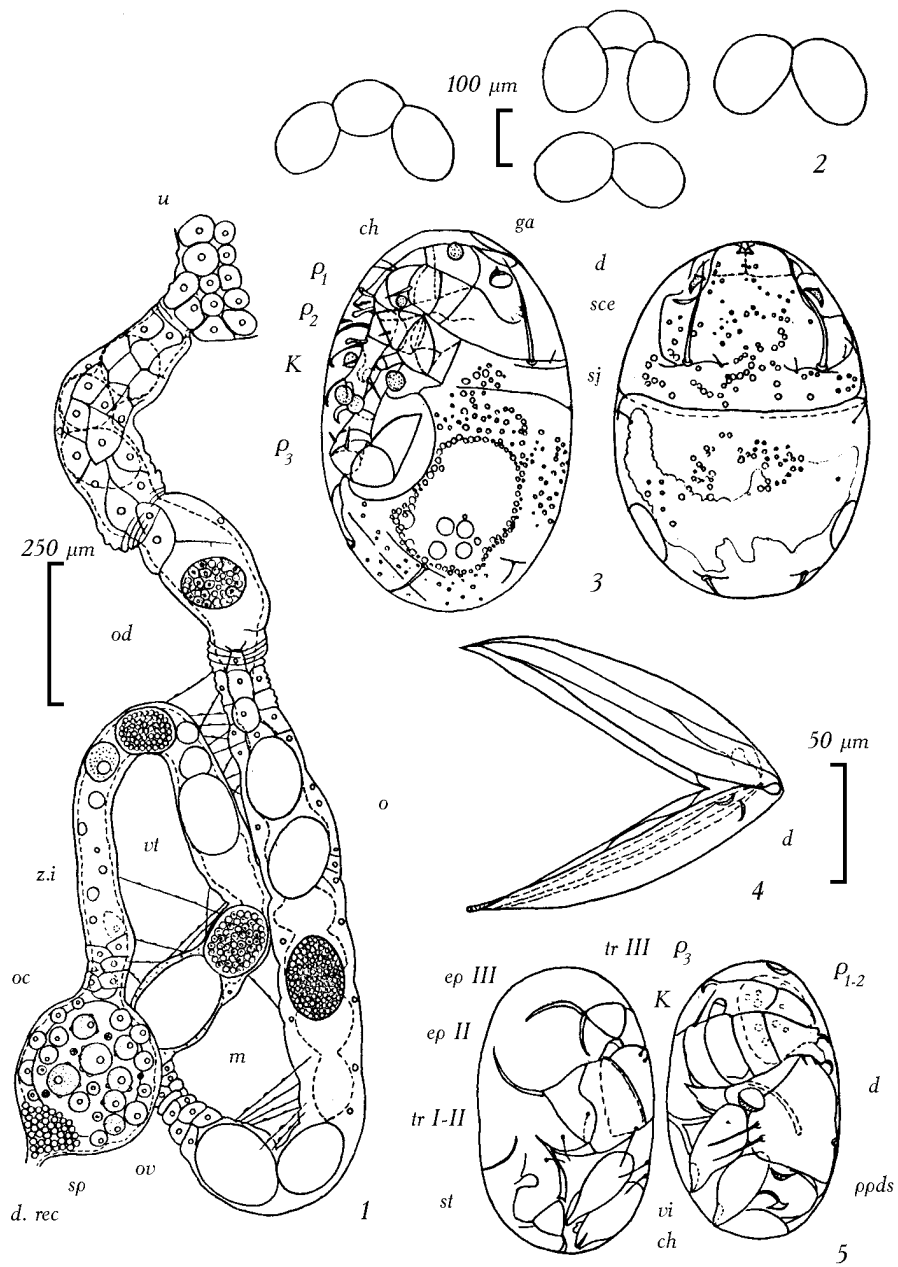 100 µm
2
u
ch
ga
ρ1
ρ2
K
ρ3
d
sce
sj
3
250 µm
od
50 µm
o
vt
z.i
d
4
oc
m
ov
sp
d. rec
1
ep III
tr III
ρ3
K
ρ1-2
ep II
d
tr I-II
st
vi
ch
ppds
5